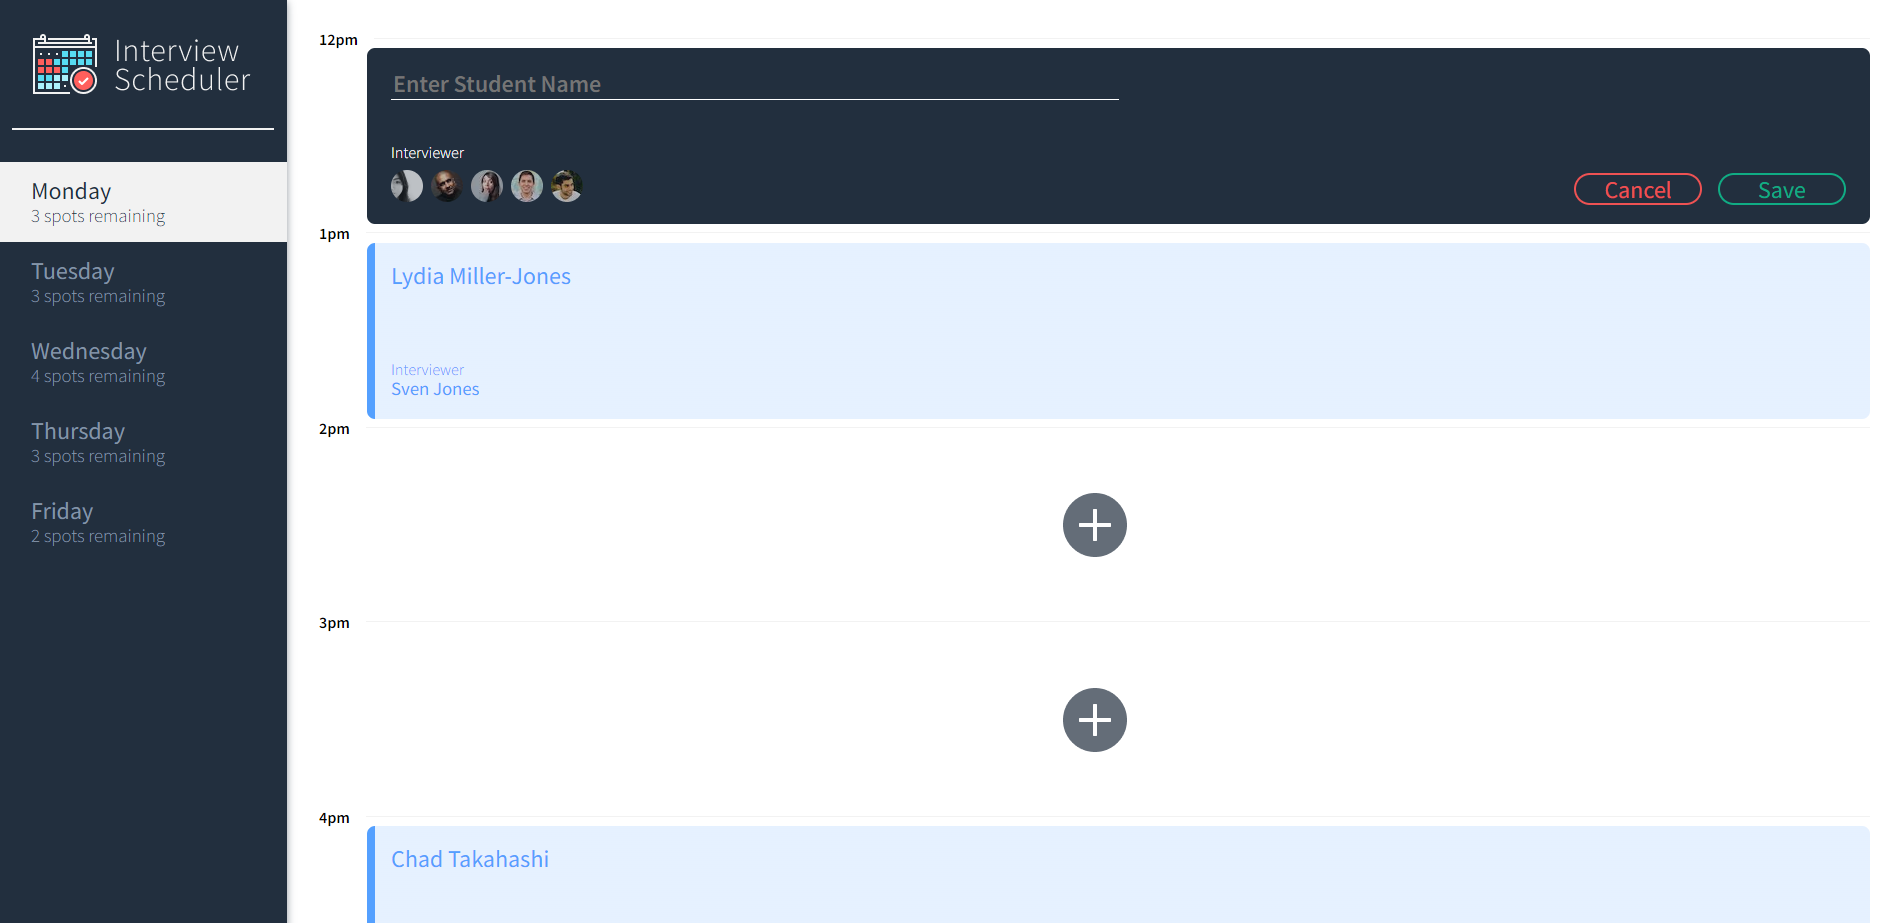 Interview
Scheduler
Monday
3 spots remaining
Tuesday
3 spots remaining
Wednesday
4 spots remaining
Thursday
3 spots remaining
Friday
2 spots remaining
12pm
Enter Student Name
Interviewer
Cancel
Save
1pm
Lydia Miller-Jones
Interviewer
Sven Jones
2pm
3pm
4pm
Chad Takahashi